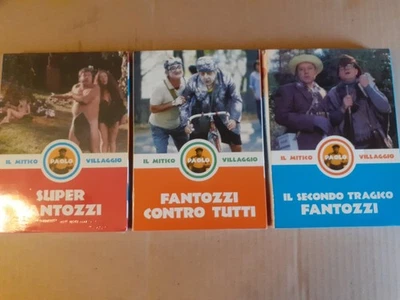 IL MITICO PAOLO VILLAGGIO
SUPER
FANTOZZI
IL MITICO PAOLO VILLAGGIO
FANTOZZI
CONTRO TUTTI
IL MITICO PAOLO VILLAGGIO
IL SECONDO TRAGICO
FANTOZZI